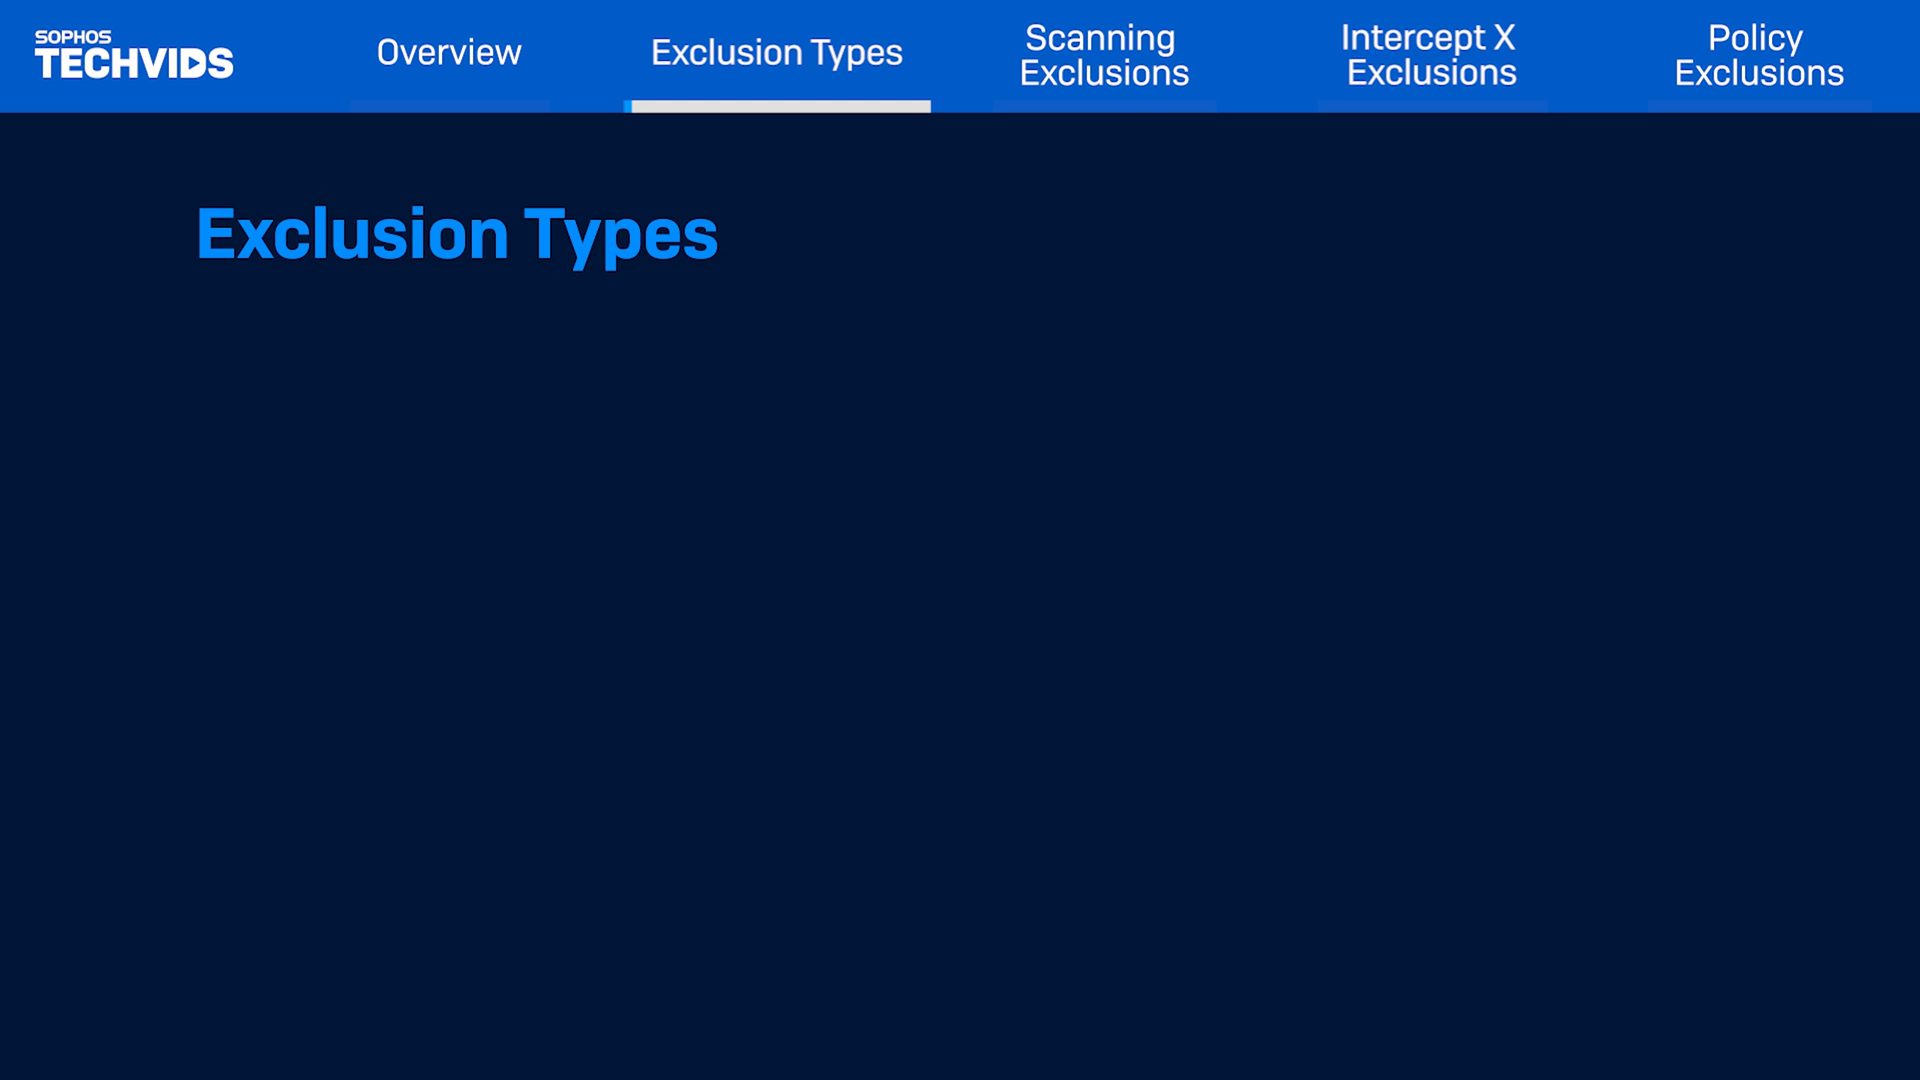 SOPHOS
TECHVIDS
Overview
Exclusion Types
Scanning
Exclusions
Intercept X
Exclusions
Policy
Exclusions
Exclusion Types